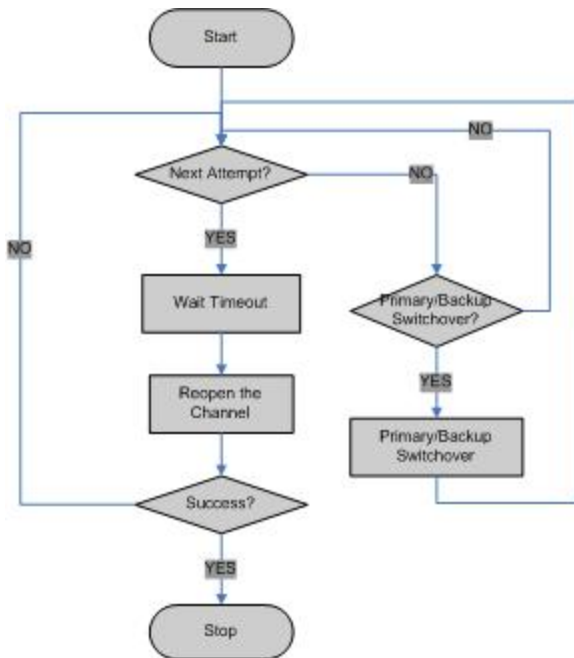 Start
NO
Next Attempt?
NO
YES
NO
Wait Timeout
Primary/Backup
Switchover?
Reopen the
Channel
YES
Primary/Backup
Switchover
Success?
YES
Stop